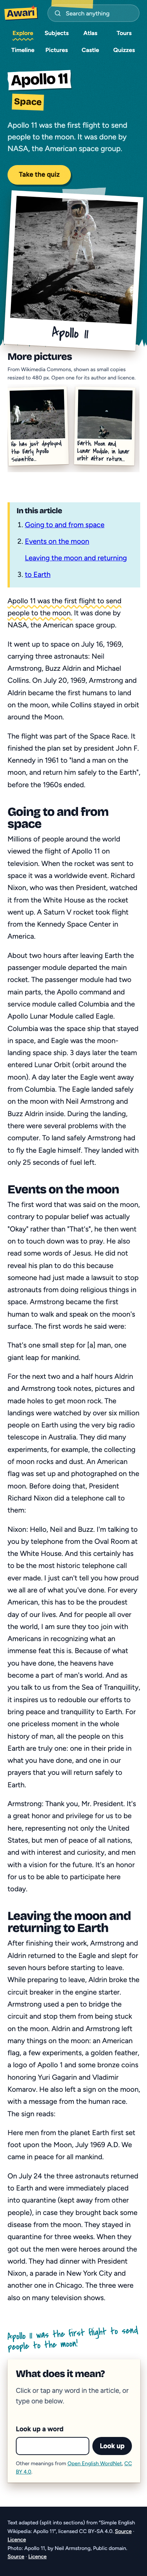 Awari
Search anything
Explore
Subjects
Atlas
Tours
Timeline
Pictures
Castle
Quizzes
Apollo 11
Space
Apollo 11 was the first flight to send
people to the moon. It was done by
NASA, the American space group.
Take the quiz
Apollo 11
More pictures
From Wikimedia Commons, shown as small copies
resized to 480 px. Open one for its author and licence.
He has just deployed
the Early Apollo
Scientific…
Earth, Moon and
Lunar Module, in lunar
orbit after return…
In this article
1. Going to and from space
2. Events on the moon
Leaving the moon and returning
3. to Earth
Apollo 11 was the first flight to send
people to the moon. It was done by
NASA, the American space group.
It went up to space on July 16, 1969,
carrying three astronauts: Neil
Armstrong, Buzz Aldrin and Michael
Collins. On July 20, 1969, Armstrong and
Aldrin landed on the moon and walked
on the moon, while Collins stayed in orbit
around the Moon.
The flight was part of the Space Race. It
finished the plan set by president John F.
Kennedy in 1961 to "land a man on the
moon, and return him safely to the Earth",
before the 1960s ended.
Going to and from
space
Millions of people around the world
viewed the flight of Apollo 11 on
television. When the rocket was sent to
space it was a worldwide event. Richard
Nixon, who was then President, watched
it from the White House as the rocket
went up. A Saturn V rocket took flight
from the Kennedy Space Center in
America.
About two hours after leaving Earth the
passenger module departed the main
rocket. The passenger module had two
main parts, the Apollo command and
service module called Columbia and the
Apollo Lunar Module called Eagle.
Columbia was the space ship that stayed
in space, and Eagle was the moon-
landing space ship. 3 days later the team
entered Lunar Orbit (orbit around the
moon). A day later the Eagle went away
from Columbia. The Eagle landed safely
on the moon with Neil Armstrong and
Buzz Aldrin inside. During the landing,
there were several problems with the
computer. To land safely Armstrong had
to fly the Eagle himself. They landed with
only 25 seconds of fuel left.
Events on the moon
The first word that was said on the moon,
contrary to popular belief was actually
"Okay" rather than "That's", he then went
on to touch down was to pray. He also
read some words of Jesus. He did not
reveal his plan to do this because
someone had just made a lawsuit to stop
astronauts from doing religious things in
space. Armstrong became the first
human to walk and speak on the moon's
surface. The first words he said were:
That's one small step for [a] man, one
giant leap for mankind.
For the next two and a half hours Aldrin
and Armstrong took notes, pictures and
made holes to get moon rock. The
landings were watched by over six million
people on Earth using the very big radio
telescope in Australia. They did many
experiments, for example, the collecting
of moon rocks and dust. An American
flag was set up and photographed on the
moon. Before doing that, President
Richard Nixon did a telephone call to
them:
Nixon: Hello, Neil and Buzz. I'm talking to
you by telephone from the Oval Room at
the White House. And this certainly has
to be the most historic telephone call
ever made. I just can't tell you how proud
we all are of what you've done. For every
American, this has to be the proudest
day of our lives. And for people all over
the world, I am sure they too join with
Americans in recognizing what an
immense feat this is. Because of what
you have done, the heavens have
become a part of man's world. And as
you talk to us from the Sea of Tranquility,
it inspires us to redouble our efforts to
bring peace and tranquility to Earth. For
one priceless moment in the whole
history of man, all the people on this
Earth are truly one: one in their pride in
what you have done, and one in our
prayers that you will return safely to
Earth.
Armstrong: Thank you, Mr. President. It's
a great honor and privilege for us to be
here, representing not only the United
States, but men of peace of all nations,
and with interest and curiosity, and men
with a vision for the future. It's an honor
for us to be able to participate here
today.
Leaving the moon and
returning to Earth
After finishing their work, Armstrong and
Aldrin returned to the Eagle and slept for
seven hours before starting to leave.
While preparing to leave, Aldrin broke the
circuit breaker in the engine starter.
Armstrong used a pen to bridge the
circuit and stop them from being stuck
on the moon. Aldrin and Armstrong left
many things on the moon: an American
flag, a few experiments, a golden feather,
a logo of Apollo 1 and some bronze coins
honoring Yuri Gagarin and Vladimir
Komarov. He also left a sign on the moon,
with a message from the human race.
The sign reads:
Here men from the planet Earth first set
foot upon the Moon, July 1969 A.D. We
came in peace for all mankind.
On July 24 the three astronauts returned
to Earth and were immediately placed
into quarantine (kept away from other
people), in case they brought back some
disease from the moon. They stayed in
quarantine for three weeks. When they
got out the men were heroes all around
the world. They had dinner with President
Nixon, a parade in New York City and
another one in Chicago. The three were
also on many television shows.
Apollo 11 was the first flight to send
people to the moon!
What does it mean?
Click or tap any word in the article, or
type one below.
Look up a word
Look up
Other meanings from Open English WordNet, CC
BY 4.0.
Text adapted (split into sections) from "Simple English
Wikipedia: Apollo 11", licensed CC BY-SA 4.0. Source ·
Licence
Photo: Apollo 11, by Neil Armstrong, Public domain.
Source · Licence